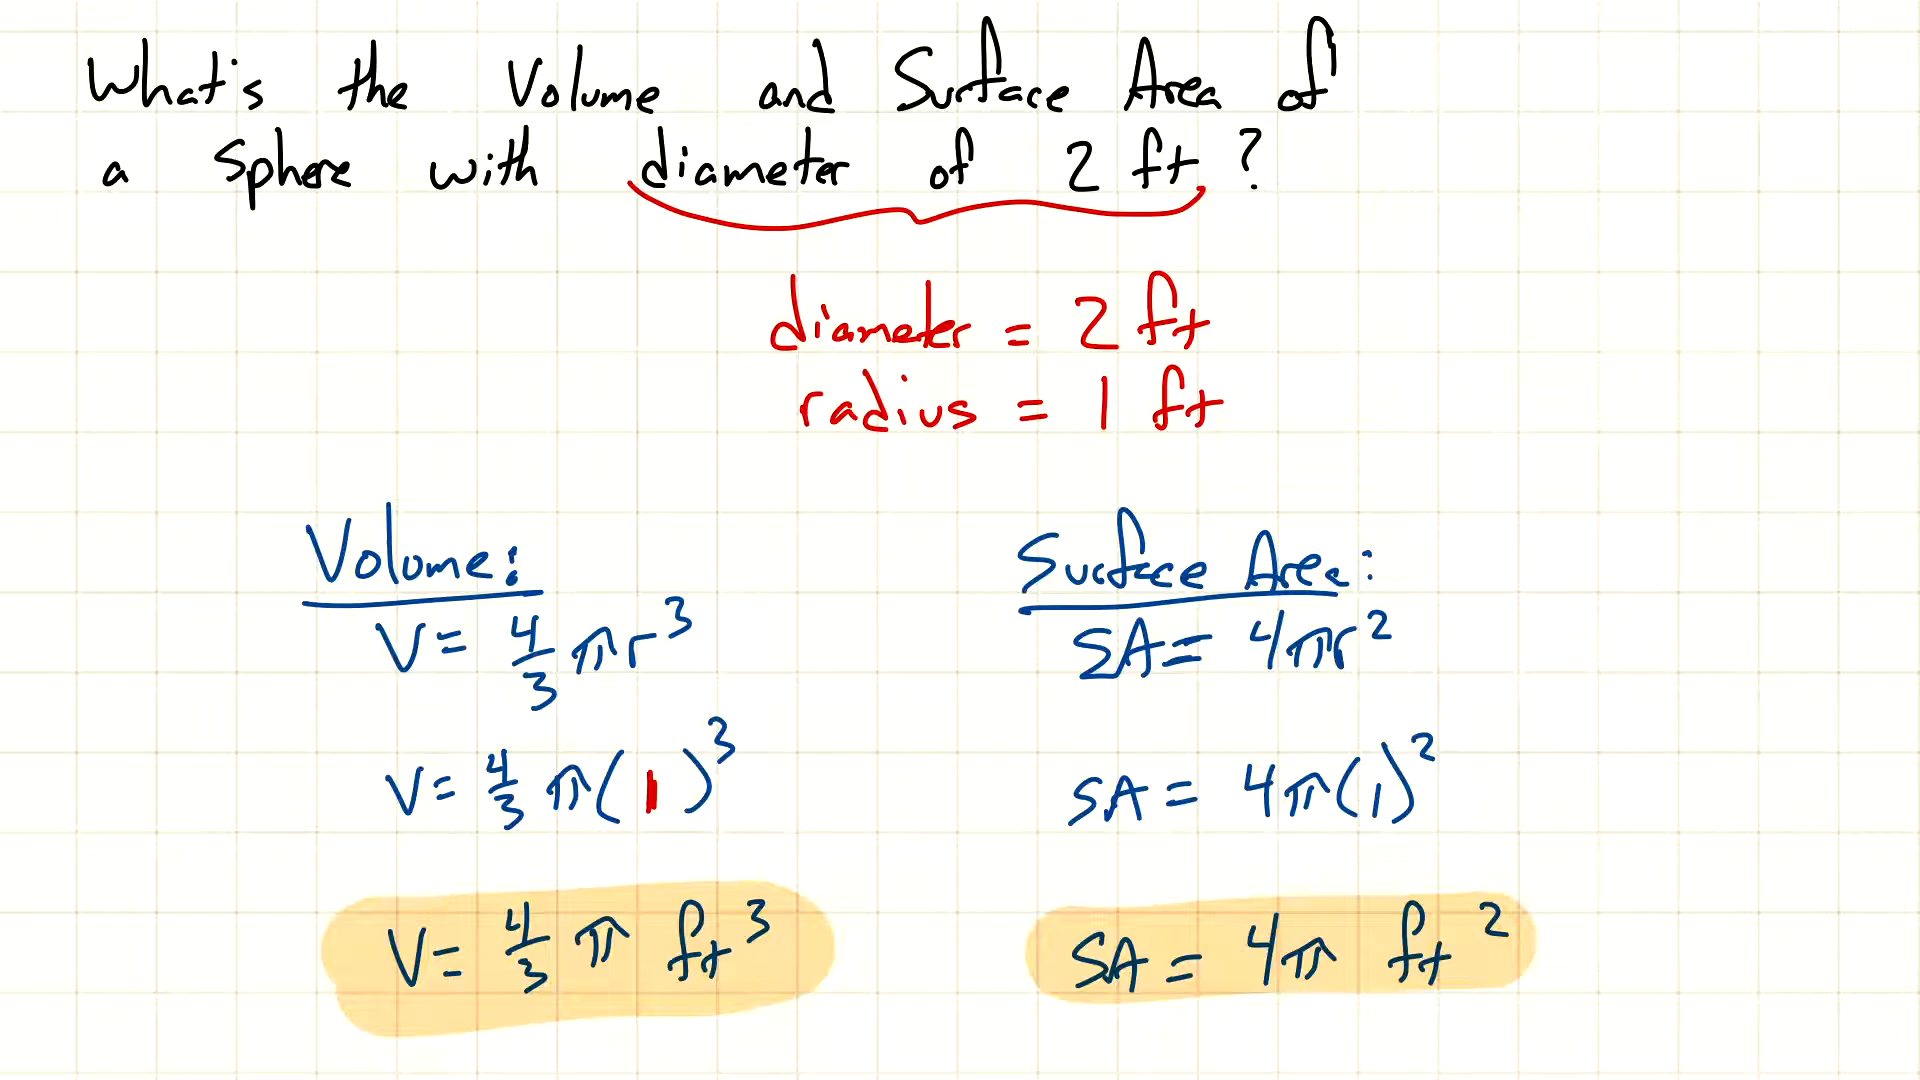 What's the Volume and Surface Area of
a Sphere with diameter of 2 ft?
diameter = 2 ft
radius = 1 ft
Volume:
V = 4/3 πr³
V = 4/3 π(1)³
V = 4/3 π ft³
Surface Area:
SA = 4πr²
SA = 4π(1)²
SA = 4π ft²